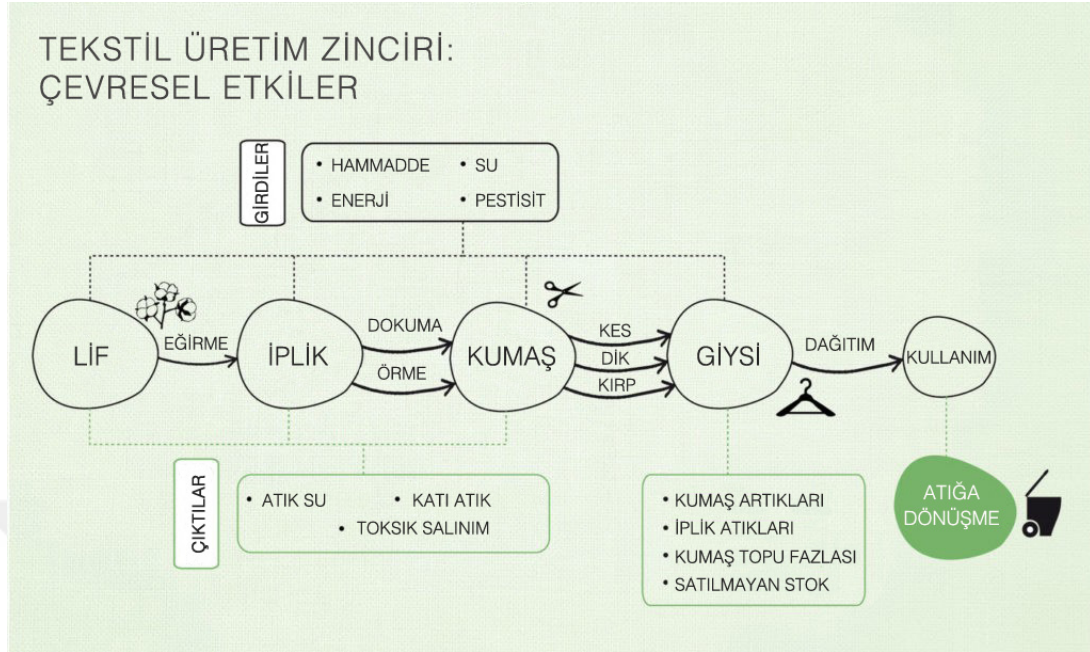 TEKSTİL ÜRETİM ZİNCİRİ:
ÇEVRESEL ETKİLER
GİRDİLER
• HAMMADDE
• SU
• ENERJİ
• PESTİSİT
LİF
EĞİRME
İPLİK
DOKUMA
ÖRME
KUMAŞ
KES
DİK
KIRP
GİYSİ
DAĞITIM
KULLANIM
ÇIKTILAR
• ATIK SU
• KATI ATIK
• TOKSIK SALINIM
• KUMAŞ ARTIKLARI
• İPLİK ATIKLARI
• KUMAŞ TOPU FAZLASI
• SATILMAYAN STOK
ATIĞA
DÖNÜŞME